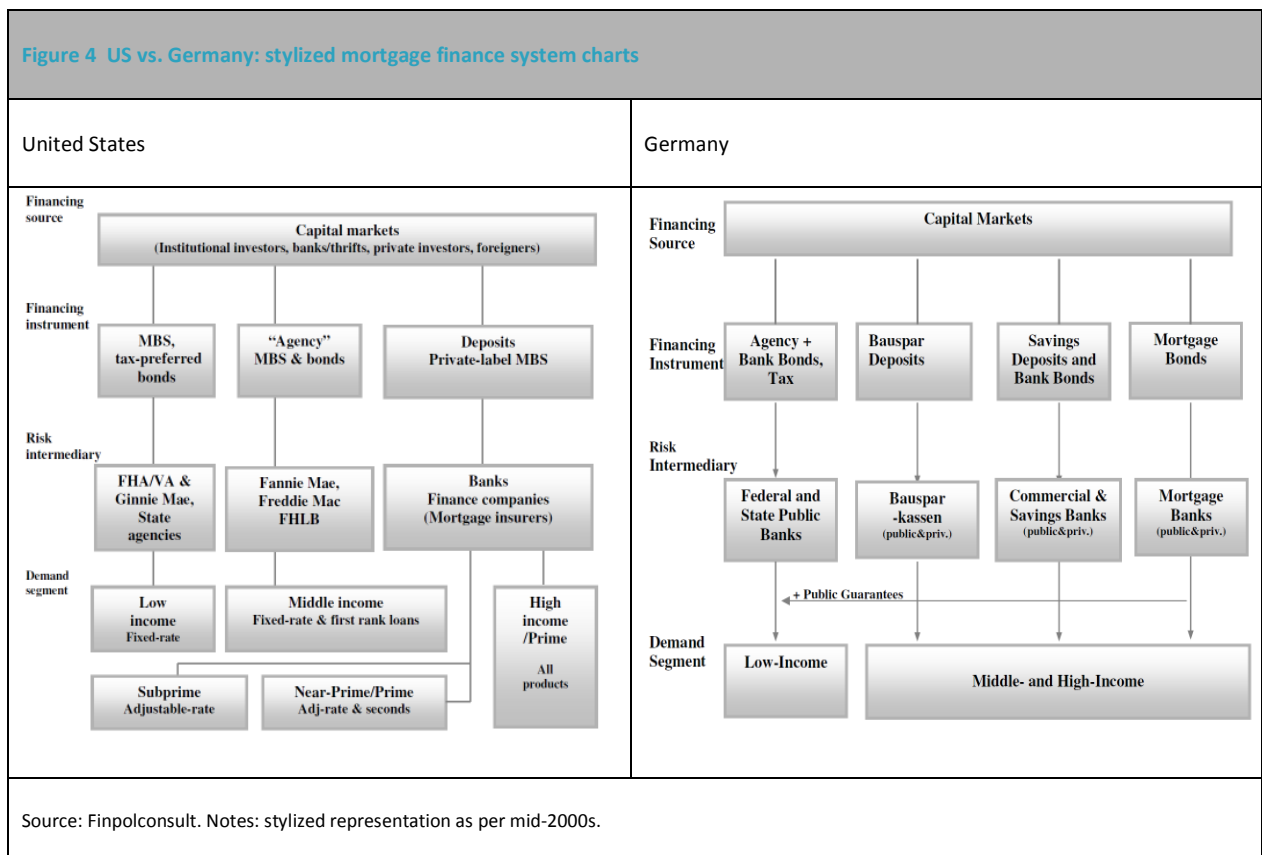 Figure 4 US vs. Germany: stylized mortgage finance system charts
United States
Germany
Financing
source
Capital markets
(Institutional investors, banks/thrifts, private investors, foreigners)
Financing
instrument
MBS,
tax-preferred
bonds
“Agency”
MBS & bonds
Deposits
Private-label MBS
Risk
intermediary
FHA/VA &
Ginnie Mae,
State
agencies
Fannie Mae,
Freddie Mac
FHLB
Banks
Finance companies
(Mortgage insurers)
Demand
segment
Low
income
Fixed-rate
Middle income
Fixed-rate & first rank loans
High
income
/Prime
All
products
Subprime
Adjustable-rate
Near-Prime/Prime
Adj-rate & seconds
Financing
Source
Capital Markets
Financing
Instrument
Agency +
Bank Bonds,
Tax
Bauspar
Deposits
Savings
Deposits and
Bank Bonds
Mortgage
Bonds
Risk
Intermediary
Federal and
State Public
Banks
Bauspar
-kassen
(public&priv.)
Commercial &
Savings Banks
(public&priv.)
Mortgage
Banks
(public&priv.)
+ Public Guarantees
Demand
Segment
Low-Income
Middle- and High-Income
Source: Finpolconsult. Notes: stylized representation as per mid-2000s.